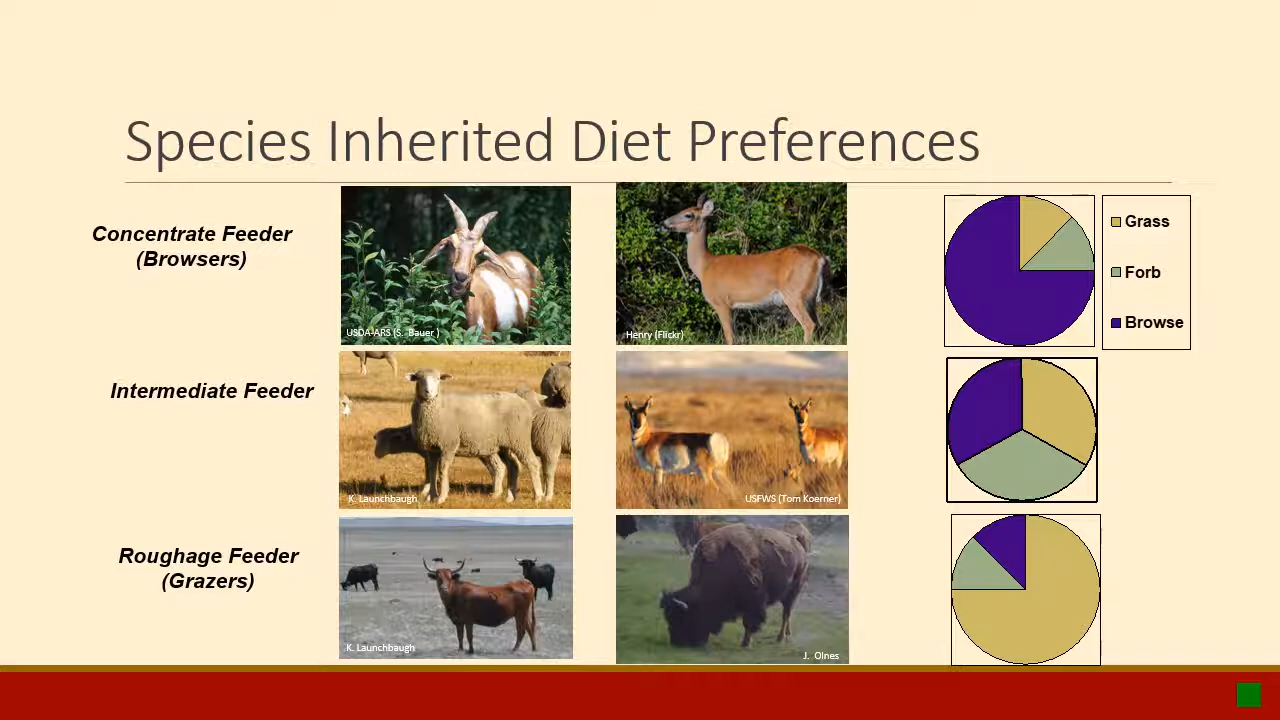 Species Inherited Diet Preferences
Concentrate Feeder
(Browsers)
USDA-ARS (S. Bauer )
Henry (Flickr)
Grass
Forb
Browse
Intermediate Feeder
K. Launchbaugh
USFWS (Tom Koerner)
Roughage Feeder
(Grazers)
K. Launchbaugh
J. Olnes